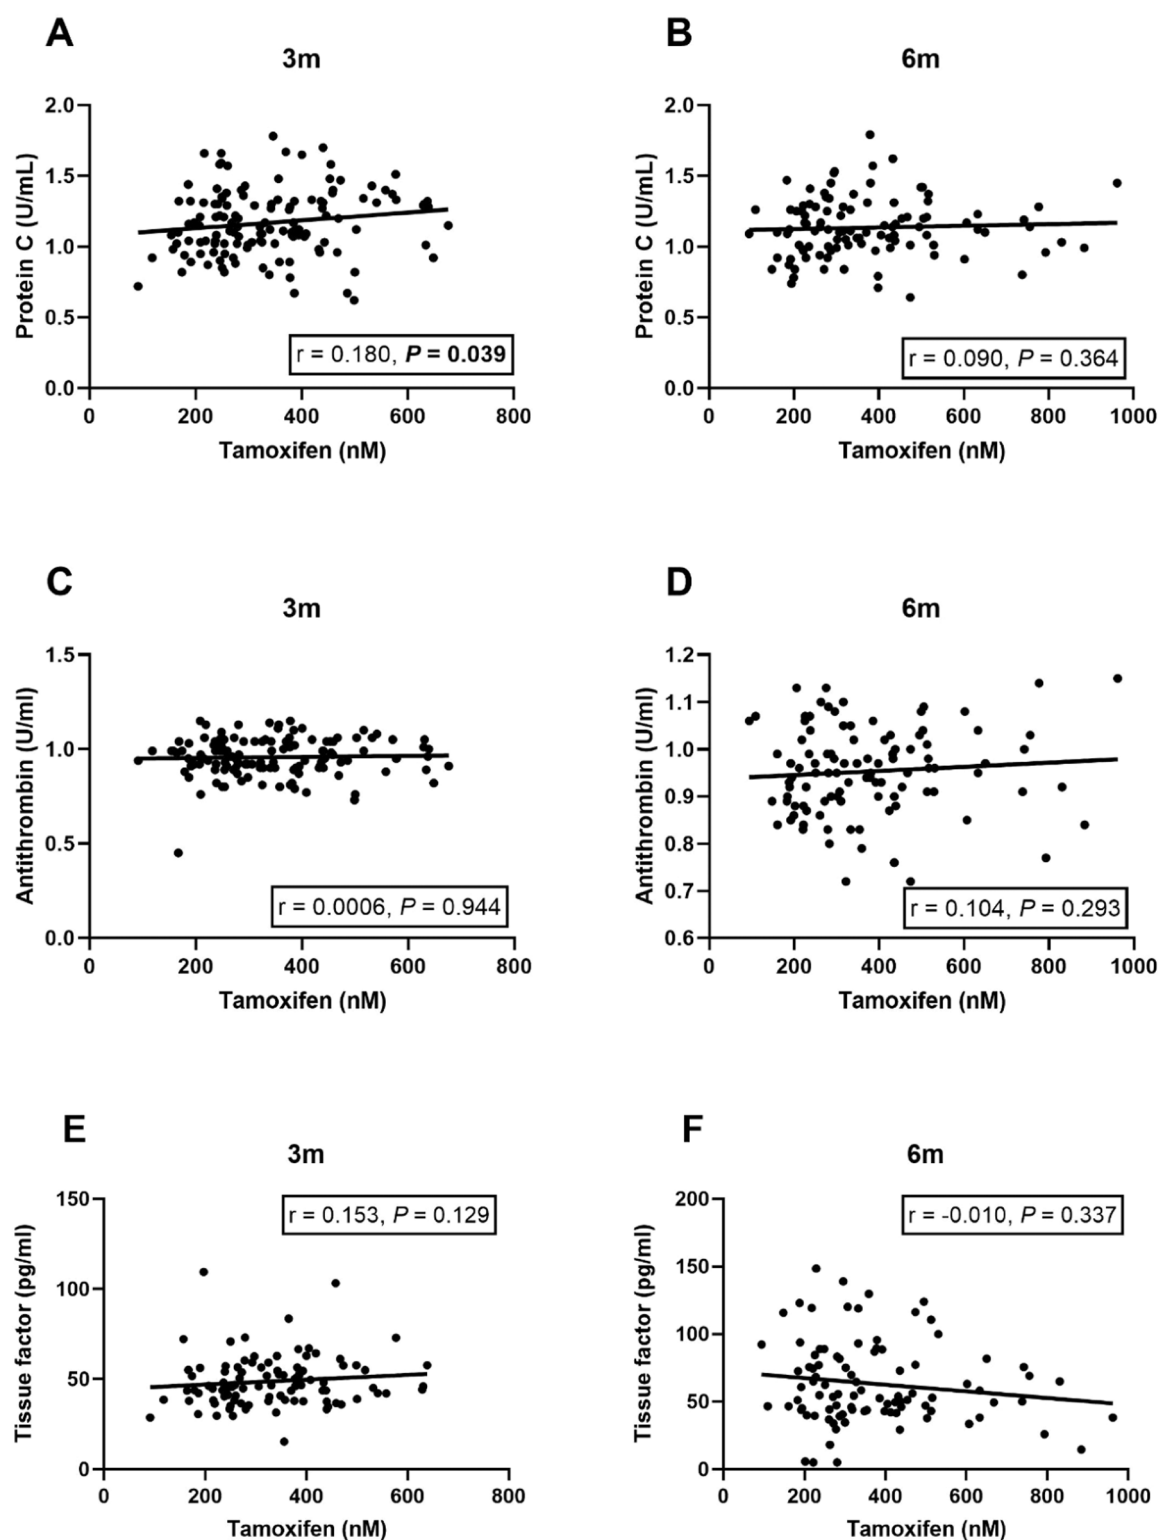 A
3m
2.0
1.5
1.0
0.5
0.0
Protein C (U/mL)
r = 0.180, P = 0.039
0 200 400 600 800
Tamoxifen (nM)
B
6m
2.0
1.5
1.0
0.5
0.0
Protein C (U/mL)
r = 0.090, P = 0.364
0 200 400 600 800 1000
Tamoxifen (nM)
C
3m
1.5
1.0
0.5
0.0
Antithrombin (U/ml)
r = 0.0006, P = 0.944
0 200 400 600 800
Tamoxifen (nM)
D
6m
1.2
1.1
1.0
0.9
0.8
0.7
0.6
Antithrombin (U/ml)
r = 0.104, P = 0.293
0 200 400 600 800 1000
Tamoxifen (nM)
E
3m
150
100
50
0
Tissue factor (pg/ml)
r = 0.153, P = 0.129
0 200 400 600 800
Tamoxifen (nM)
F
6m
200
150
100
50
0
Tissue factor (pg/ml)
r = -0.010, P = 0.337
0 200 400 600 800 1000
Tamoxifen (nM)